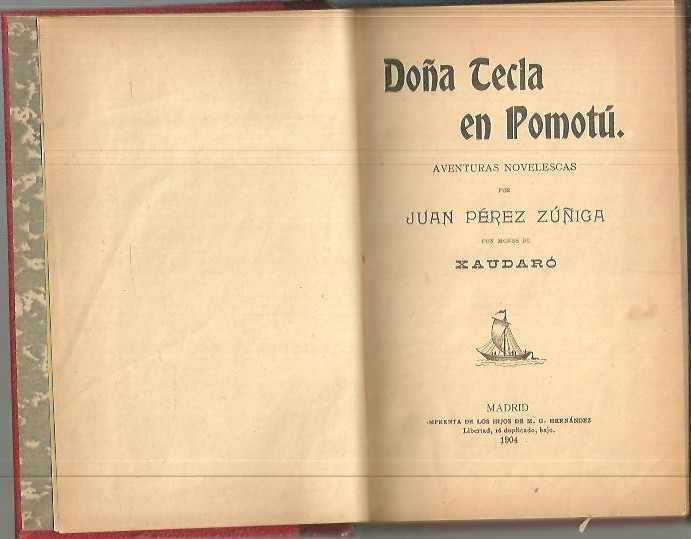 Doña Tecla
en Pomotú.
AVENTURAS NOVELESCAS
POR
JUAN PÉREZ ZÚÑIGA
CON MONOS DE
XAUDARÓ
MADRID
IMPRENTA DE LOS HIJOS DE M. G. HERNÁNDEZ
Libertad, 16 duplicado, bajo.
1904